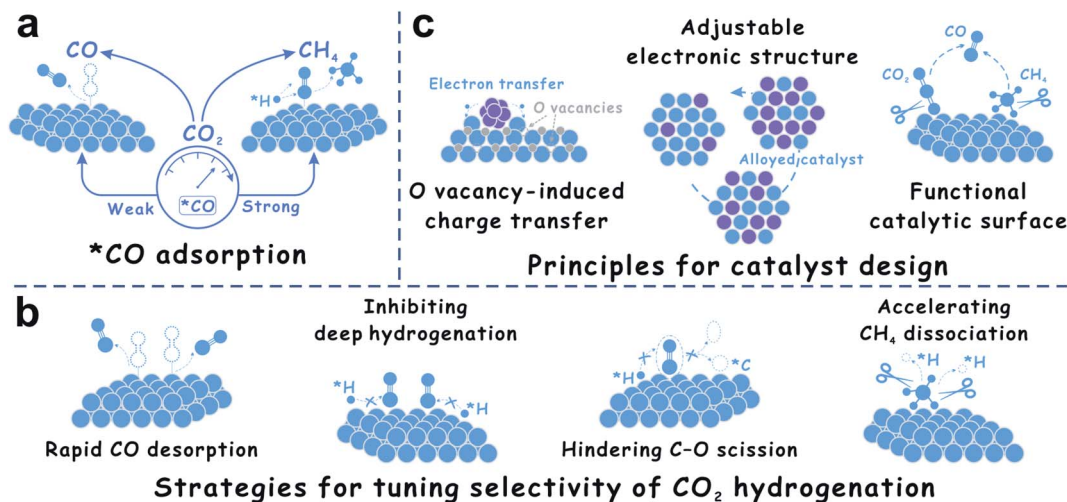 a
CO
CH₄
*H
CO₂
*CO
Weak
Strong
*CO adsorption
c
Electron transfer
O vacancies
O vacancy-induced
charge transfer
Adjustable
electronic structure
Alloyed catalyst
CO
CO₂
CH₄
Functional
catalytic surface
Principles for catalyst design
b
Rapid CO desorption
Inhibiting
deep hydrogenation
*H
*H
*H
*C
Hindering C–O scission
Accelerating
CH₄ dissociation
*H
*H
Strategies for tuning selectivity of CO₂ hydrogenation